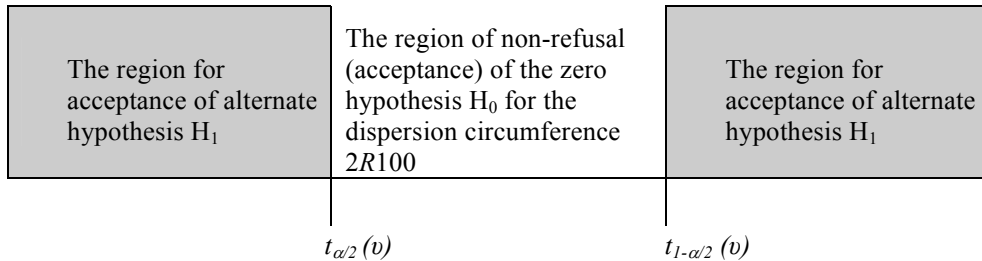 The region for
acceptance of alternate
hypothesis H₁
The region of non-refusal
(acceptance) of the zero
hypothesis H₀ for the
dispersion circumference
2R100
The region for
acceptance of alternate
hypothesis H₁
tα/2 (υ)
t1-α/2 (υ)